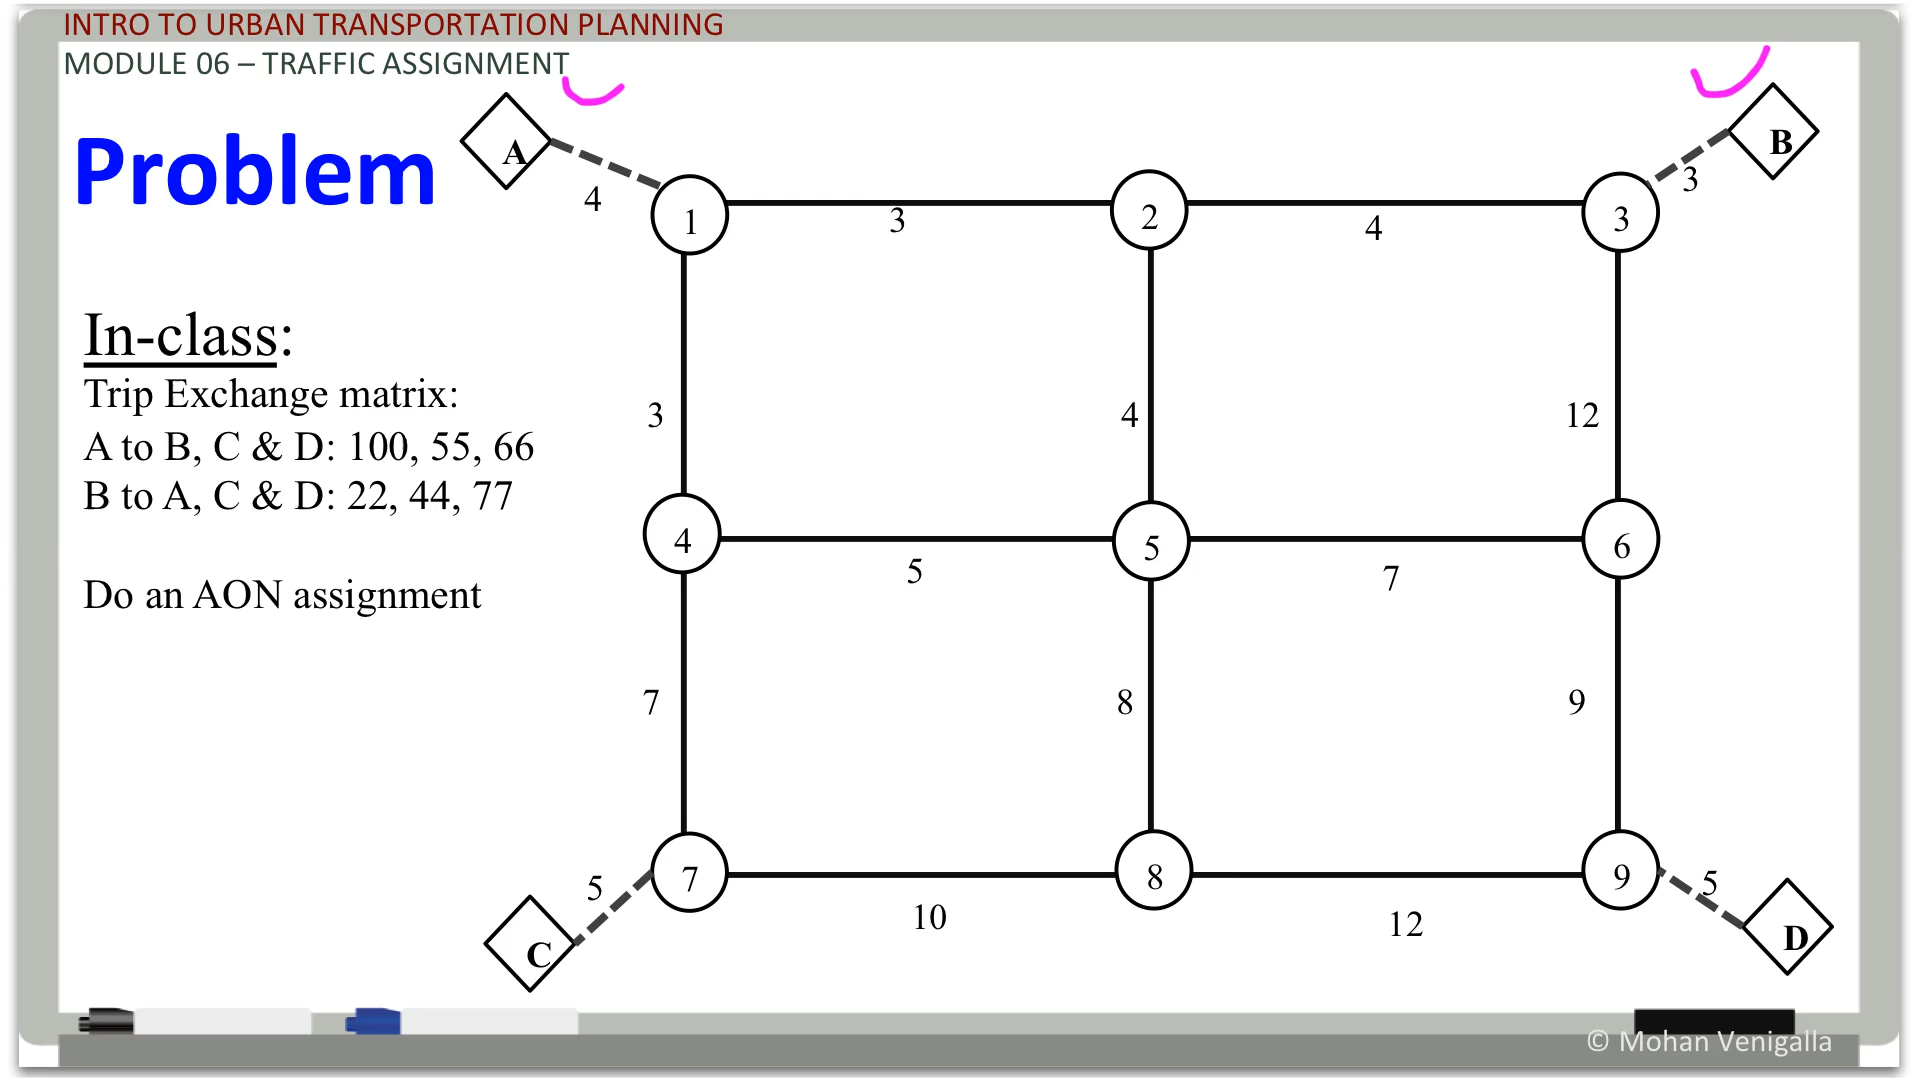 INTRO TO URBAN TRANSPORTATION PLANNING
MODULE 06 – TRAFFIC ASSIGNMENT
Problem
In-class:
Trip Exchange matrix:
A to B, C & D: 100, 55, 66
B to A, C & D: 22, 44, 77
Do an AON assignment
A
B
4
3
1
3
2
4
3
3
4
12
4
5
5
7
6
7
8
9
5
7
10
8
12
9
5
C
D
© Mohan Venigalla